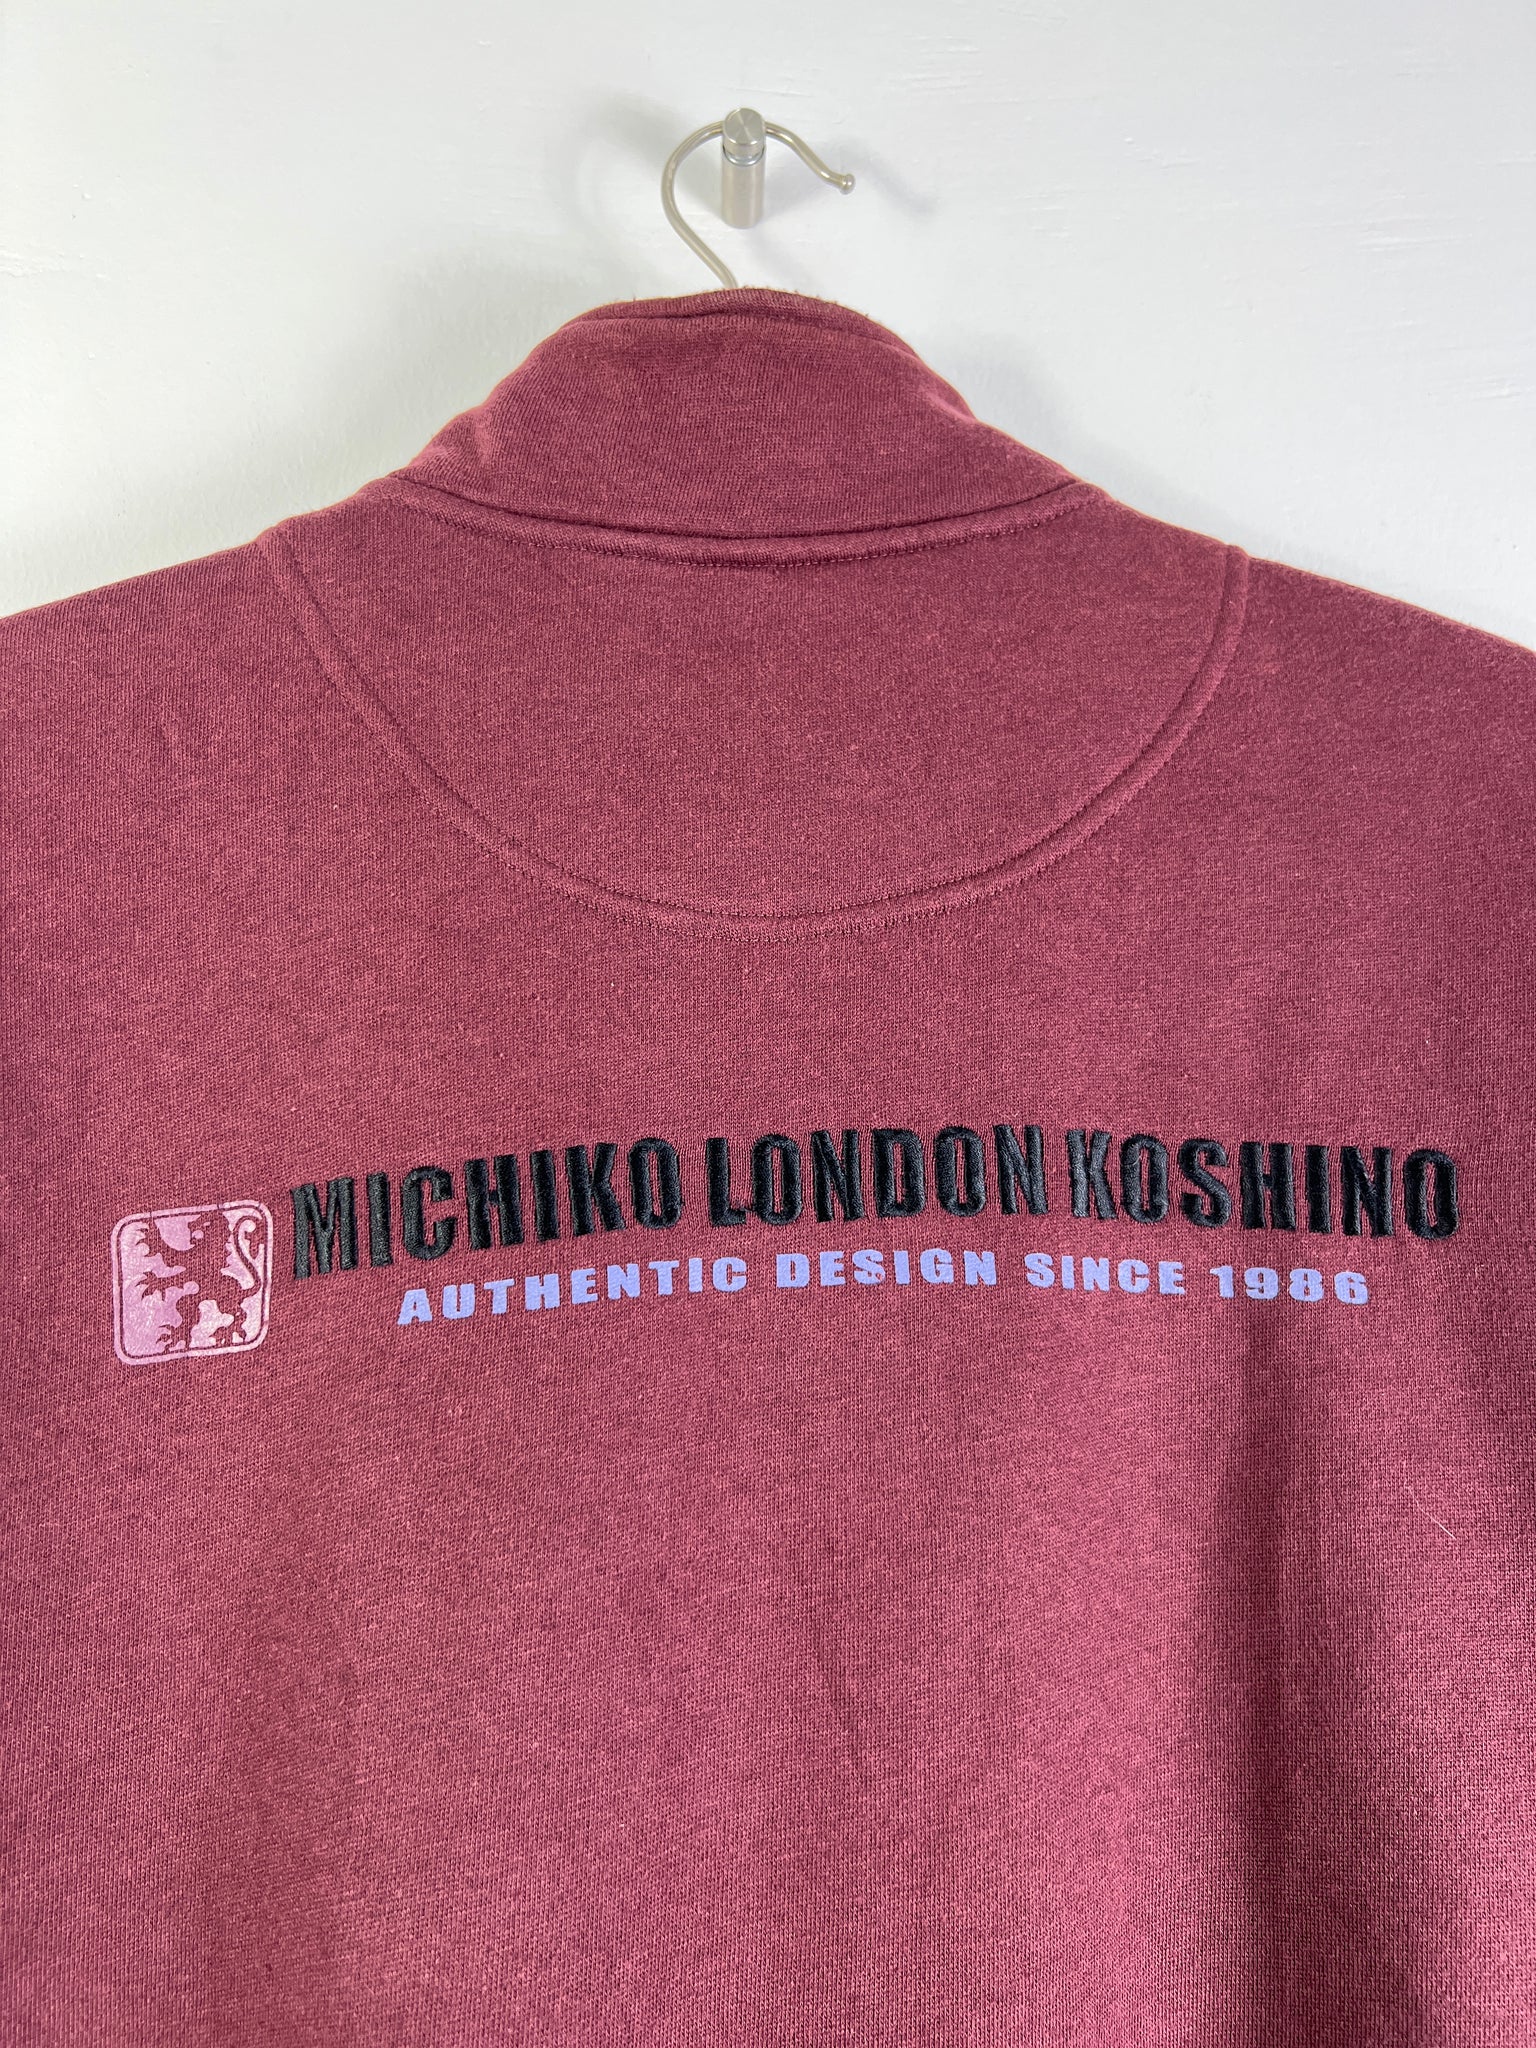 MICHIKO LONDON KOSHINO
AUTHENTIC DESIGN SINCE 1986